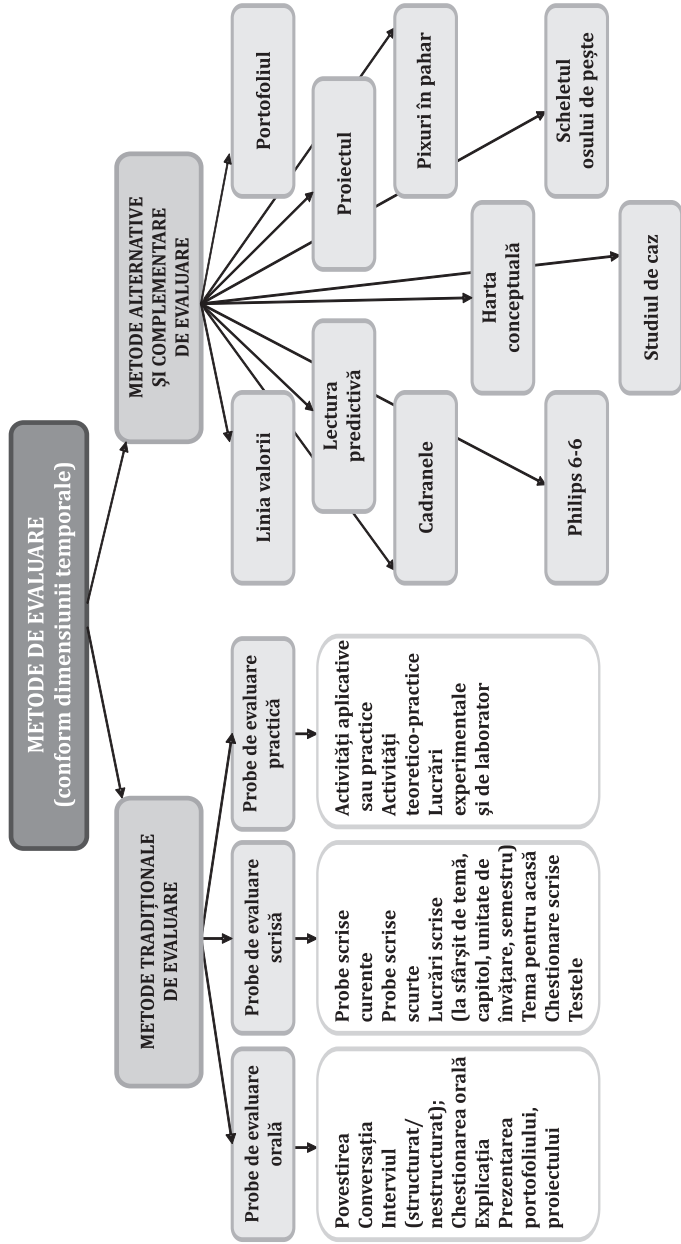 METODE DE EVALUARE
(conform dimensiunii temporale)
METODE TRADIȚIONALE
DE EVALUARE
Probe de evaluare
orală
Povestirea
Conversația
Interviul
(structurat/
nestructurat);
Chestionarea orală
Explicația
Prezentarea
portofoliului,
proiectului
Probe de evaluare
scrisă
Probe scrise
curente
Probe scrise
scurte
Lucrări scrise
(la sfârșit de temă,
capitol, unitate de
învățare, semestru)
Tema pentru acasă
Chestionare scrise
Testele
Probe de evaluare
practică
Activități aplicative
sau practice
Activități
teoretico-practice
Lucrări
experimentale
și de laborator
METODE ALTERNATIVE
ȘI COMPLEMENTARE
DE EVALUARE
Linia valorii
Portofoliul
Lectura
predictivă
Proiectul
Cadranele
Pixuri în pahar
Harta
conceptuală
Philips 6-6
Scheletul
osului de pește
Studiul de caz